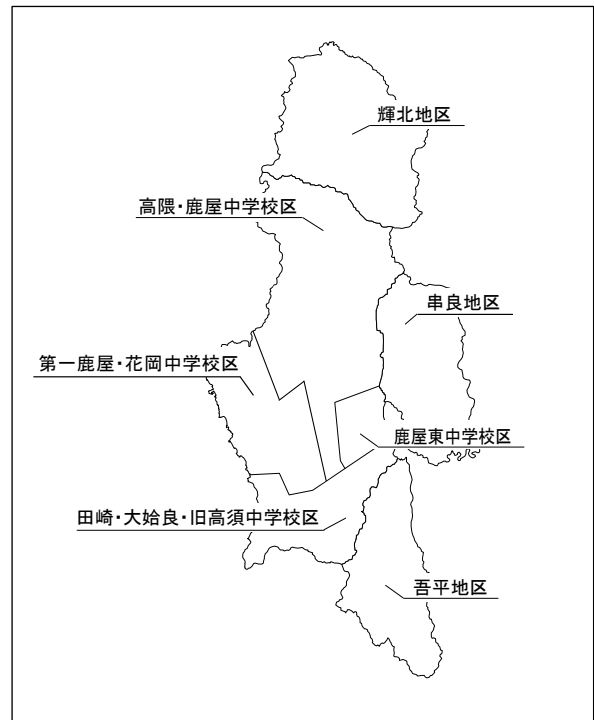 輝北地区
高隈・鹿屋中学校区
串良地区
第一鹿屋・花岡中学校区
鹿屋東中学校区
田崎・大姶良・旧高須中学校区
吾平地区